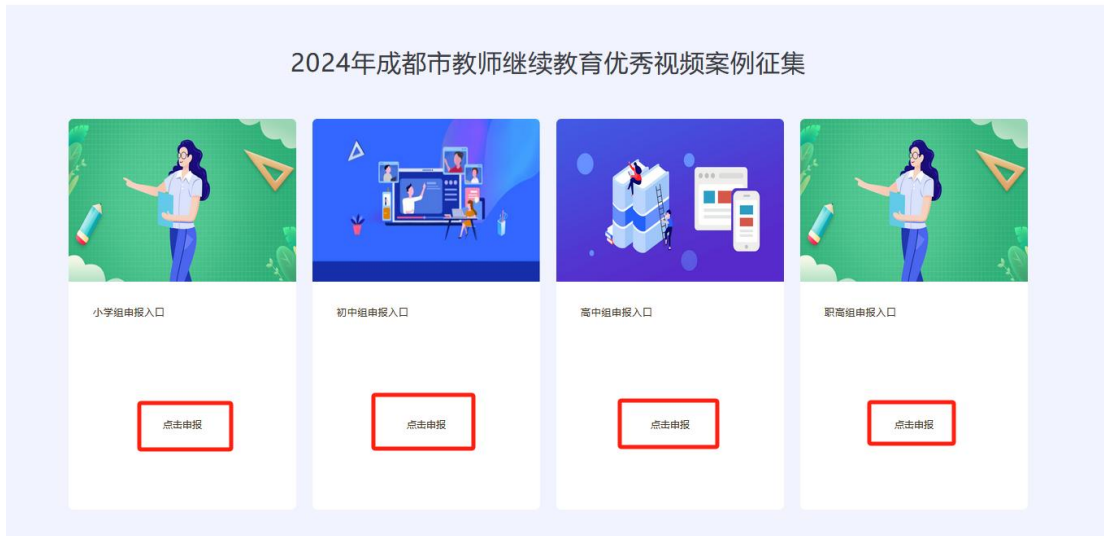 2024年成都市教师继续教育优秀视频案例征集
小学组申报入口
初中组申报入口
高中组申报入口
职高组申报入口
点击申报
点击申报
点击申报
点击申报